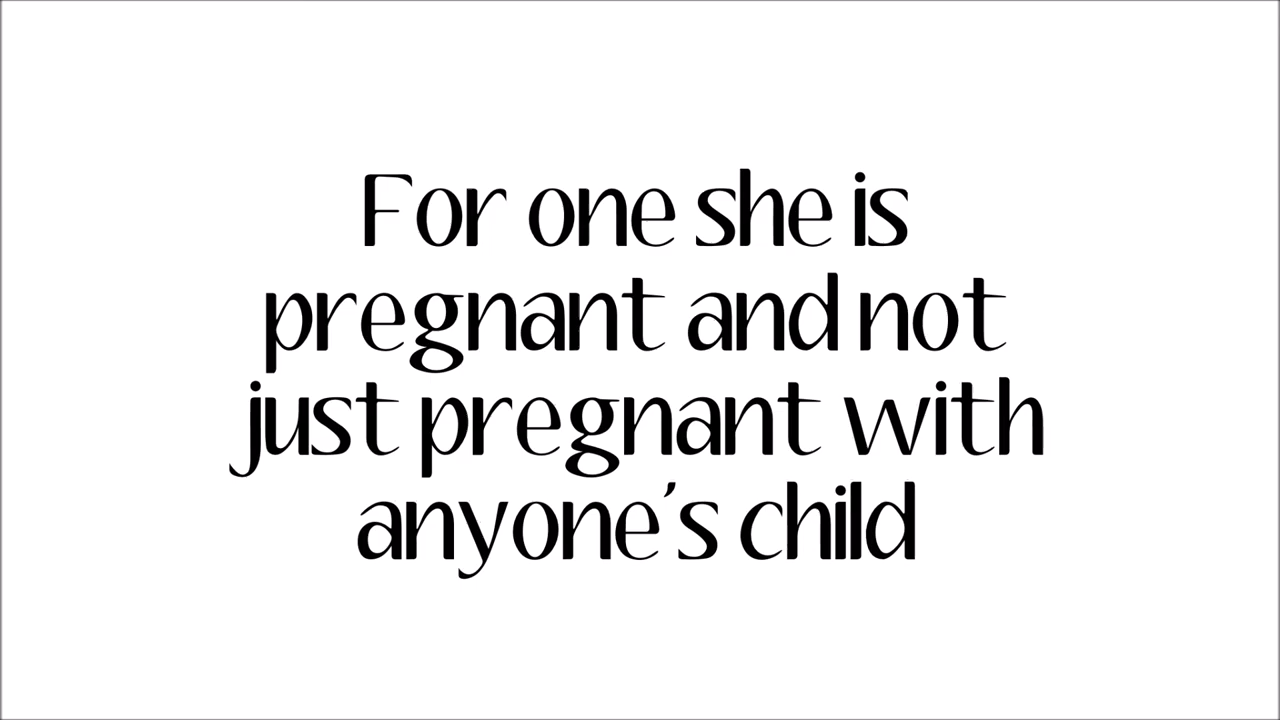 For one she is
pregnant and not
just pregnant with
anyone's child